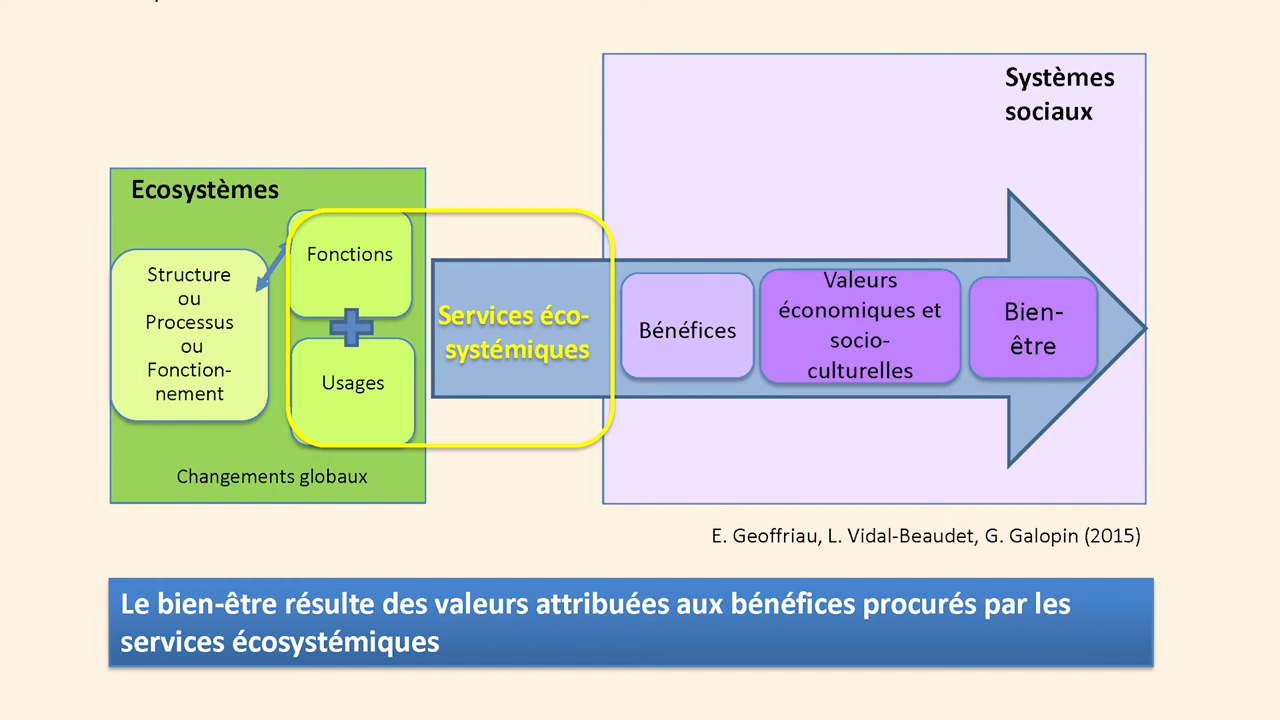 Systèmes
sociaux
Ecosystèmes
Structure
ou
Processus
ou
Fonction-
nement
Fonctions
Usages
Changements globaux
Services éco-
systémiques
Bénéfices
Valeurs
économiques et
socio-
culturelles
Bien-
être
E. Geoffriau, L. Vidal-Beaudet, G. Galopin (2015)
Le bien-être résulte des valeurs attribuées aux bénéfices procurés par les
services écosystémiques